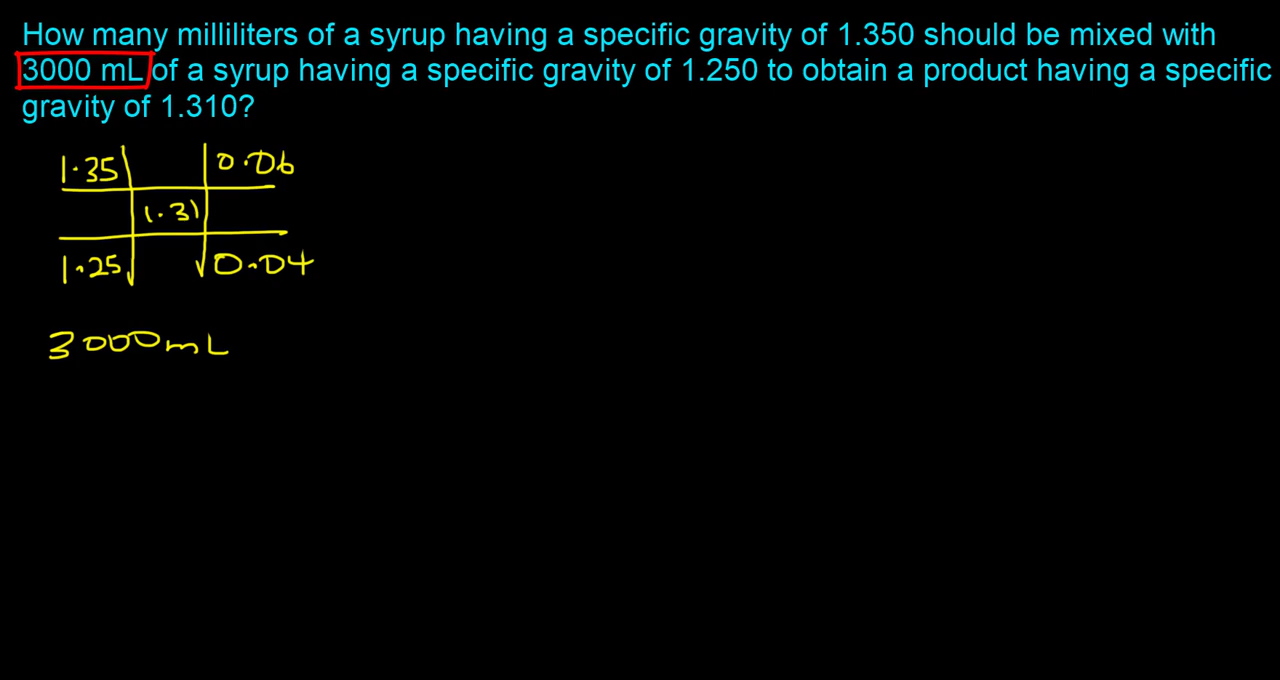 How many milliliters of a syrup having a specific gravity of 1.350 should be mixed with
3000 mL of a syrup having a specific gravity of 1.250 to obtain a product having a specific
gravity of 1.310?
1.35 0.06
1.31
1.25 0.04
3000mL